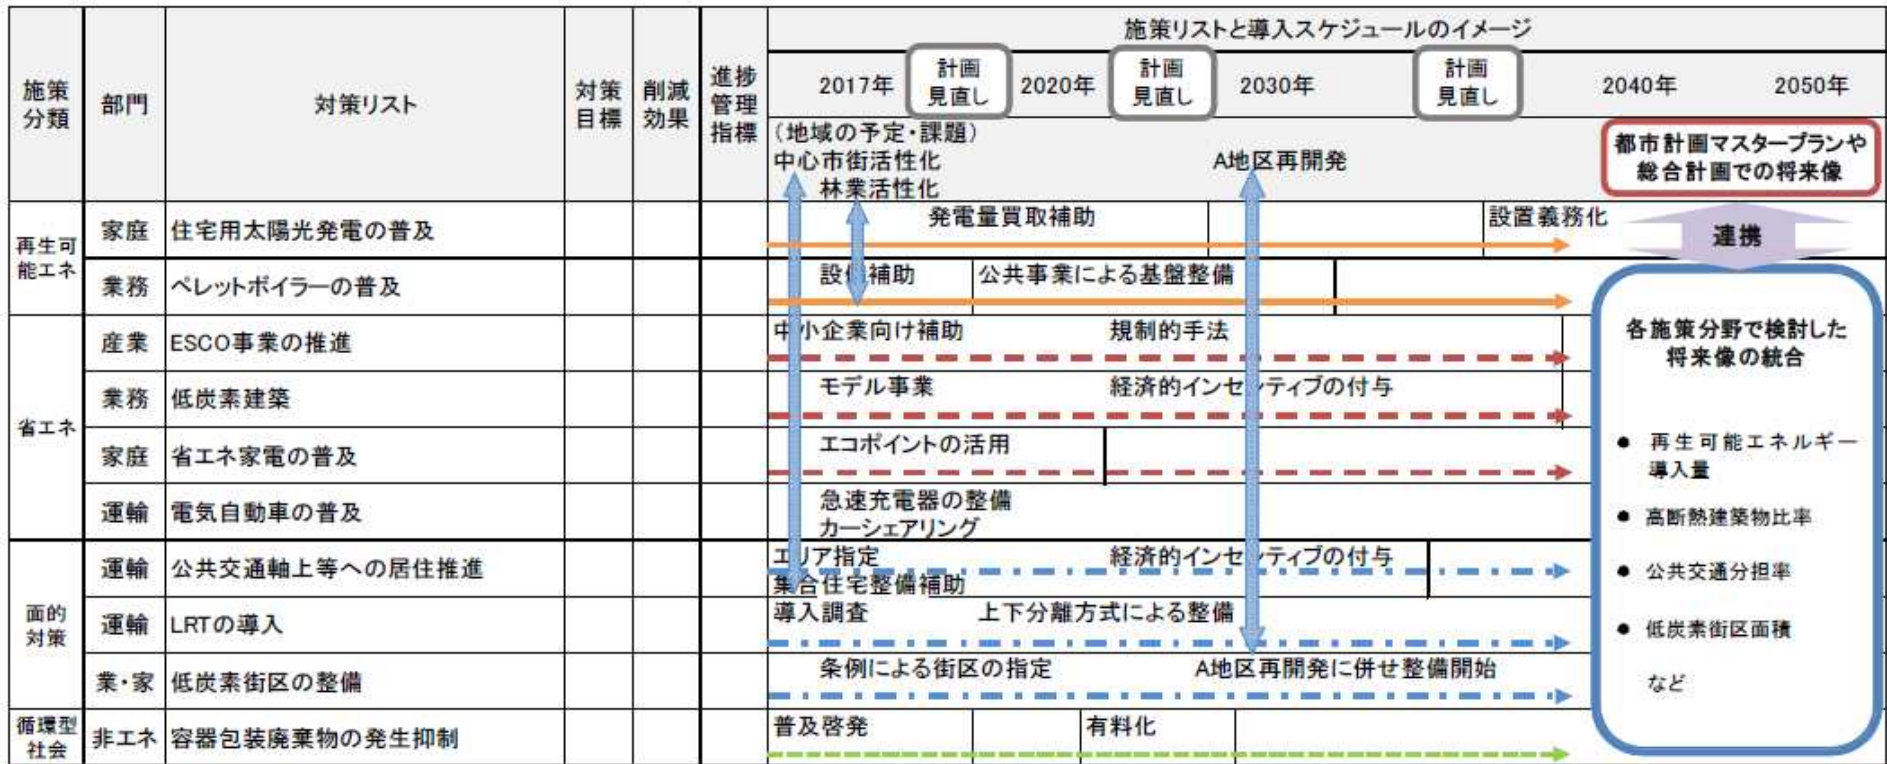 施策リストと導入スケジュールのイメージ
施策
分類
部門
対策リスト
対策
目標
削減
効果
進捗
管理
指標
2017年
計画
見直し
2020年
計画
見直し
2030年
計画
見直し
2040年
2050年
(地域の予定・課題)
中心市街活性化
林業活性化
A地区再開発
都市計画マスタープランや
総合計画での将来像
連携
再生可
能エネ
家庭
住宅用太陽光発電の普及
発電量買取補助
設置義務化
業務
ペレットボイラーの普及
設備補助
公共事業による基盤整備
省エネ
産業
ESCO事業の推進
中小企業向け補助
規制的手法
業務
低炭素建築
モデル事業
経済的インセンティブの付与
家庭
省エネ家電の普及
エコポイントの活用
運輸
電気自動車の普及
急速充電器の整備
カーシェアリング
面的
対策
運輸
公共交通軸上等への居住推進
エリア指定
経済的インセンティブの付与
集合住宅整備補助
運輸
LRTの導入
導入調査
上下分離方式による整備
業・家
低炭素街区の整備
条例による街区の指定
A地区再開発に併せ整備開始
循環型
社会
非エネ
容器包装廃棄物の発生抑制
普及啓発
有料化
各施策分野で検討した
将来像の統合
● 再生可能エネルギー
導入量
● 高断熱建築物比率
● 公共交通分担率
● 低炭素街区面積
など